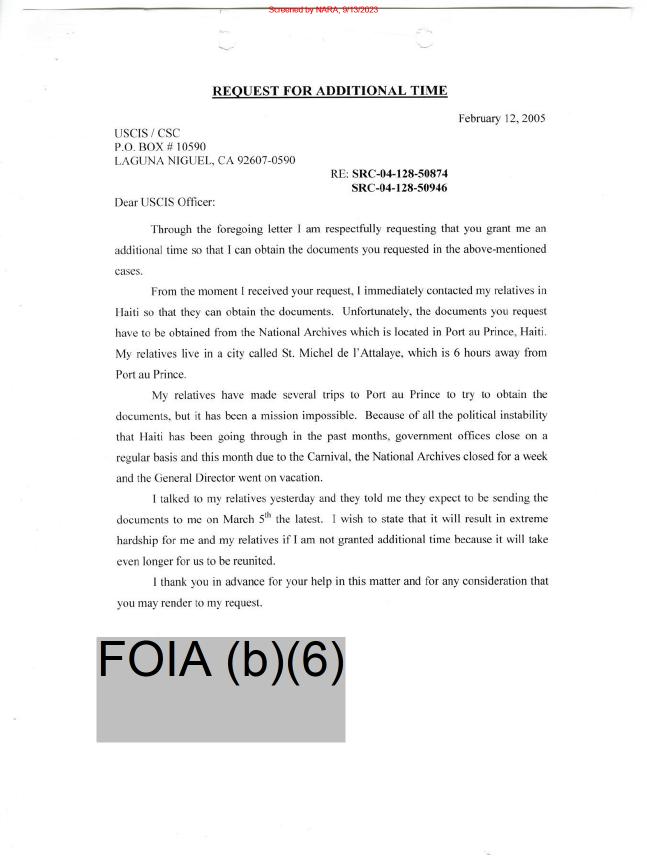 Screened by NARA, 9/13/2023
REQUEST FOR ADDITIONAL TIME
February 12, 2005
USCIS / CSC
P.O. BOX # 10590
LAGUNA NIGUEL, CA 92607-0590
RE: SRC-04-128-50874
SRC-04-128-50946
Dear USCIS Officer:
Through the foregoing letter I am respectfully requesting that you grant me an
additional time so that I can obtain the documents you requested in the above-mentioned
cases.
From the moment I received your request, I immediately contacted my relatives in
Haiti so that they can obtain the documents. Unfortunately, the documents you request
have to be obtained from the National Archives which is located in Port au Prince, Haiti.
My relatives live in a city called St. Michel de l'Attalaye, which is 6 hours away from
Port au Prince.
My relatives have made several trips to Port au Prince to try to obtain the
documents, but it has been a mission impossible. Because of all the political instability
that Haiti has been going through in the past months, government offices close on a
regular basis and this month due to the Carnival, the National Archives closed for a week
and the General Director went on vacation.
I talked to my relatives yesterday and they told me they expect to be sending the
documents to me on March 5th the latest. I wish to state that it will result in extreme
hardship for me and my relatives if I am not granted additional time because it will take
even longer for us to be reunited.
I thank you in advance for your help in this matter and for any consideration that
you may render to my request.
FOIA (b)(6)